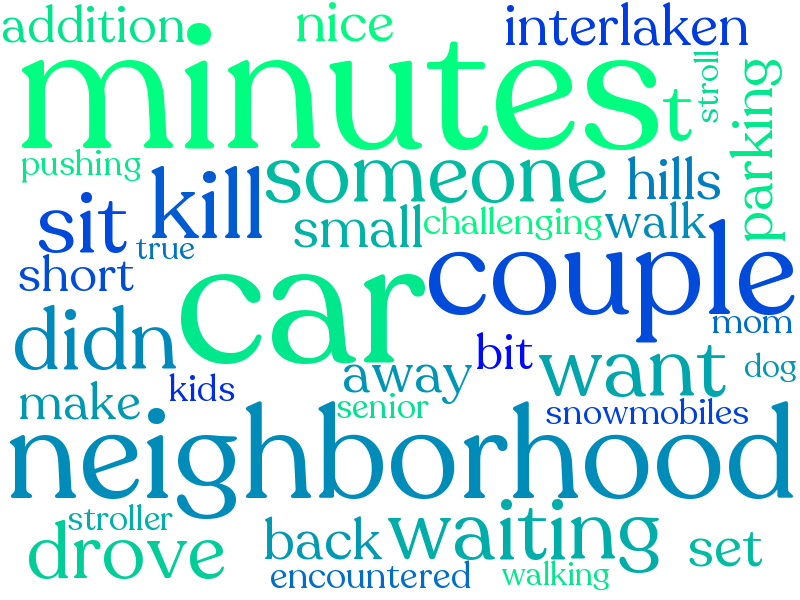 addition nice interlaken
minutes t stroll
parking
pushing
kill someone hills
sit small challenging walk
true
short car couple
mom
didn bit want dog
away
make kids senior snowmobiles
neighborhood
stroller
drove back waiting set
encountered walking